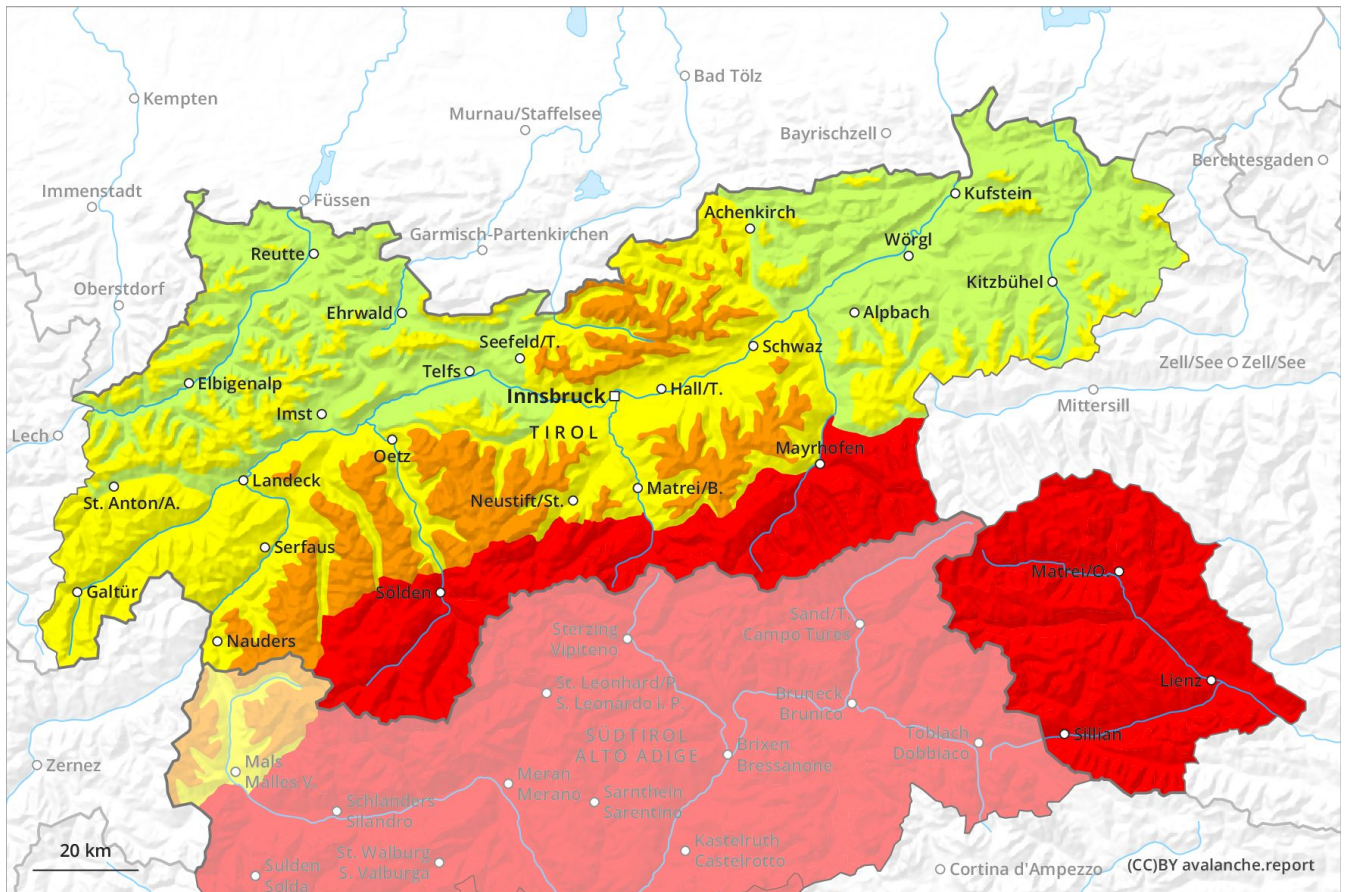 Bad Tölz
Kempten
Murnau/Staffelsee
Bayrischzell
Berchtesgaden
Immenstadt
Füssen
Kufstein
Achenkirch
Garmisch-Partenkirchen
Reutte
Wörgl
Oberstdorf
Kitzbühel
Ehrwald
Alpbach
Seefeld/T.
Schwaz
Zell/See
Zell/See
Telfs
Elbigenalp
Hall/T.
Innsbruck
Mittersill
Imst
TIROL
Lech
Oetz
Mayrhofen
Landeck
Matrei/B.
St. Anton/A.
Neustift/St.
Serfaus
Matrei/O.
Galtür
Sölden
Sand/T.
Campo Tures
Sterzing
Vipiteno
Nauders
Lienz
St. Leonhard/P.
S. Leonardo i. P.
Bruneck
Brunico
Sillian
SÜDTIROL
ALTO ADIGE
Toblach
Dobbiaco
Brixen
Bressanone
Zernez
Mals
Målles V.
Meran
Merano
Sarnthein
Sarentino
Schlanders
Silandro
20 km
Kastelruth
Castelrotto
St. Walburg
S. Valburga
Sulden
Solda
Cortina d'Ampezzo
(CC)BY avalanche.report